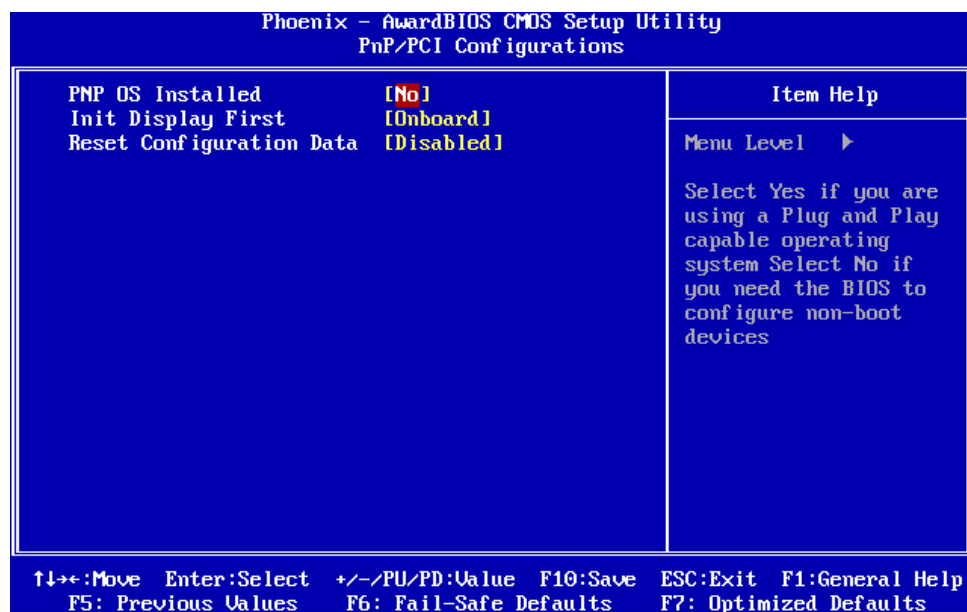 Phoenix - AwardBIOS CMOS Setup Utility
PnP/PCI Configurations
PNP OS Installed [No]
Init Display First [Onboard]
Reset Configuration Data [Disabled]
Item Help
Menu Level ▶
Select Yes if you are
using a Plug and Play
capable operating
system Select No if
you need the BIOS to
configure non-boot
devices
↑↓→←:Move Enter:Select +/-/PU/PD:Value F10:Save ESC:Exit F1:General Help
F5: Previous Values F6: Fail-Safe Defaults F7: Optimized Defaults